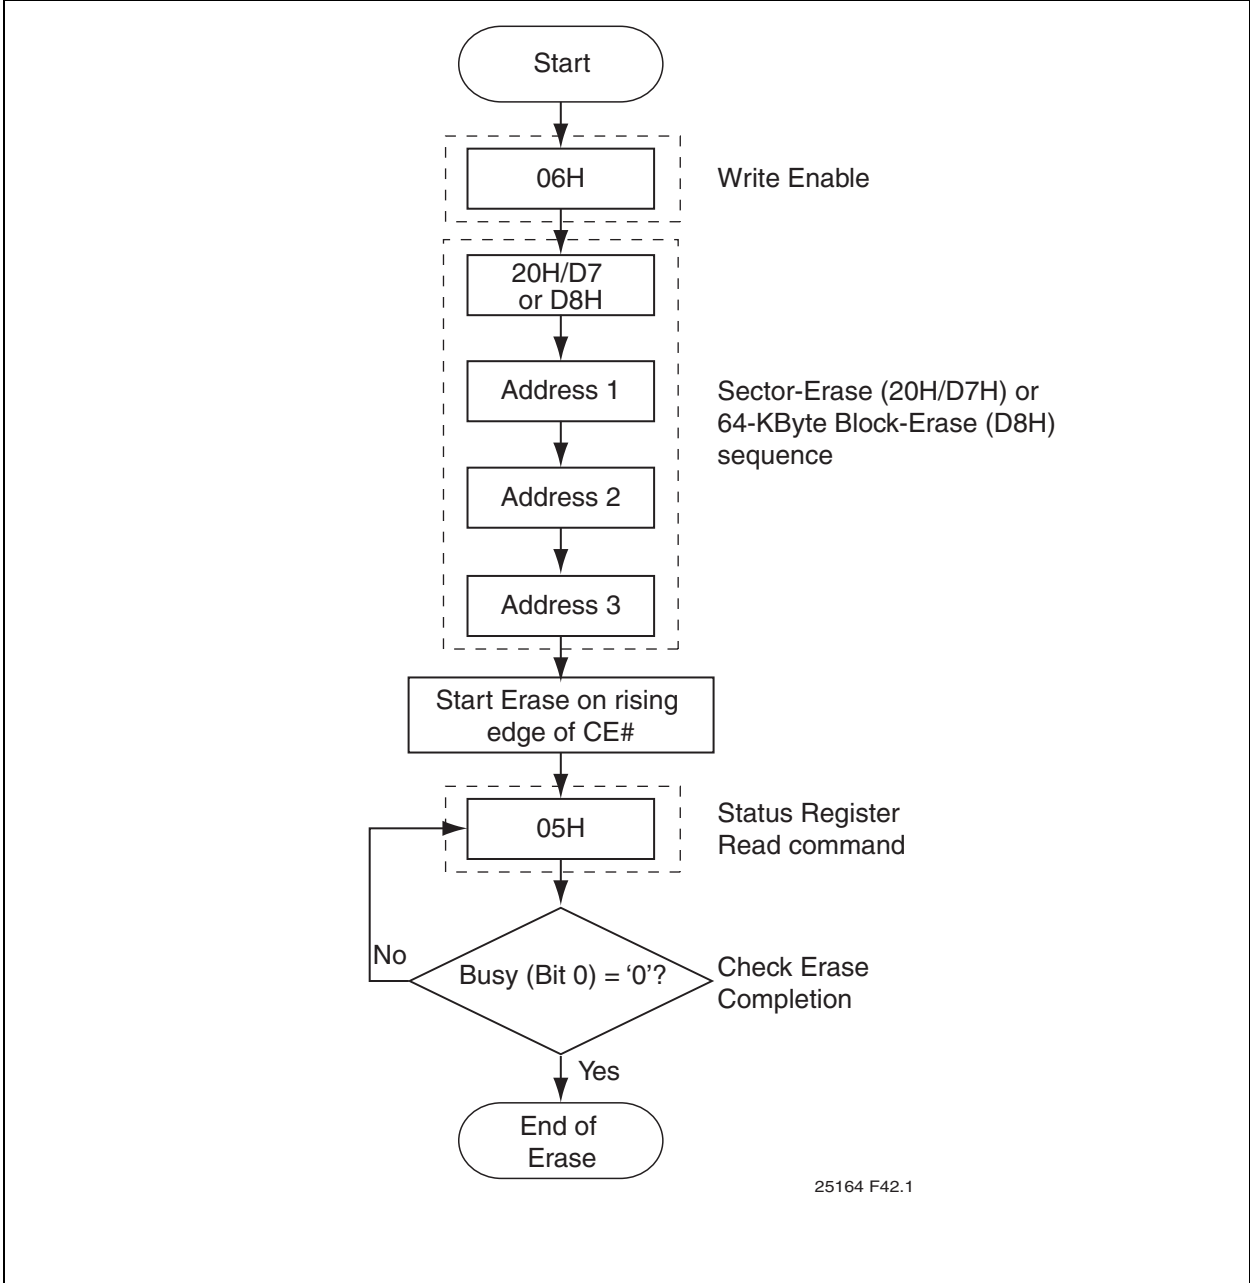 Start
06H
Write Enable
20H/D7
or D8H
Address 1
Sector-Erase (20H/D7H) or
64-KByte Block-Erase (D8H)
sequence
Address 2
Address 3
Start Erase on rising
edge of CE#
05H
Status Register
Read command
No
Busy (Bit 0) = ‘0’?
Check Erase
Completion
Yes
End of
Erase
25164 F42.1